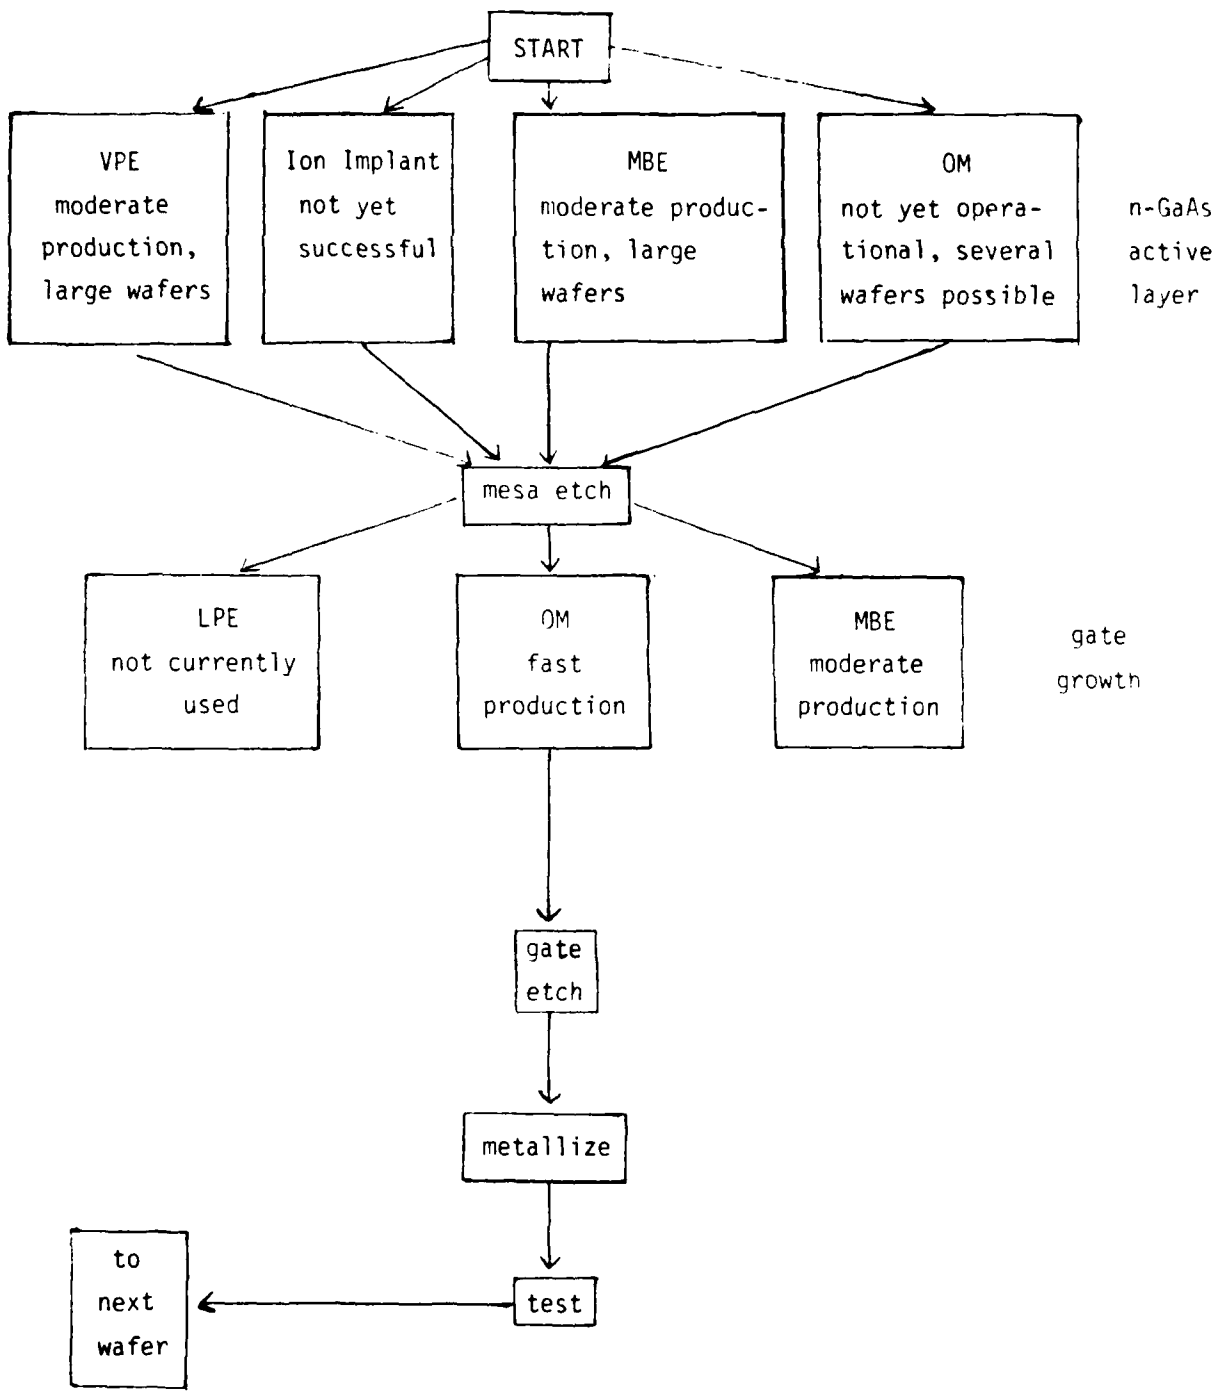 START
VPE
moderate
production,
large wafers
Ion Implant
not yet
successful
MBE
moderate produc-
tion, large
wafers
OM
not yet opera-
tional, several
wafers possible
n-GaAs
active
layer
mesa etch
LPE
not currently
used
OM
fast
production
MBE
moderate
production
gate
growth
gate
etch
metallize
test
to
next
wafer